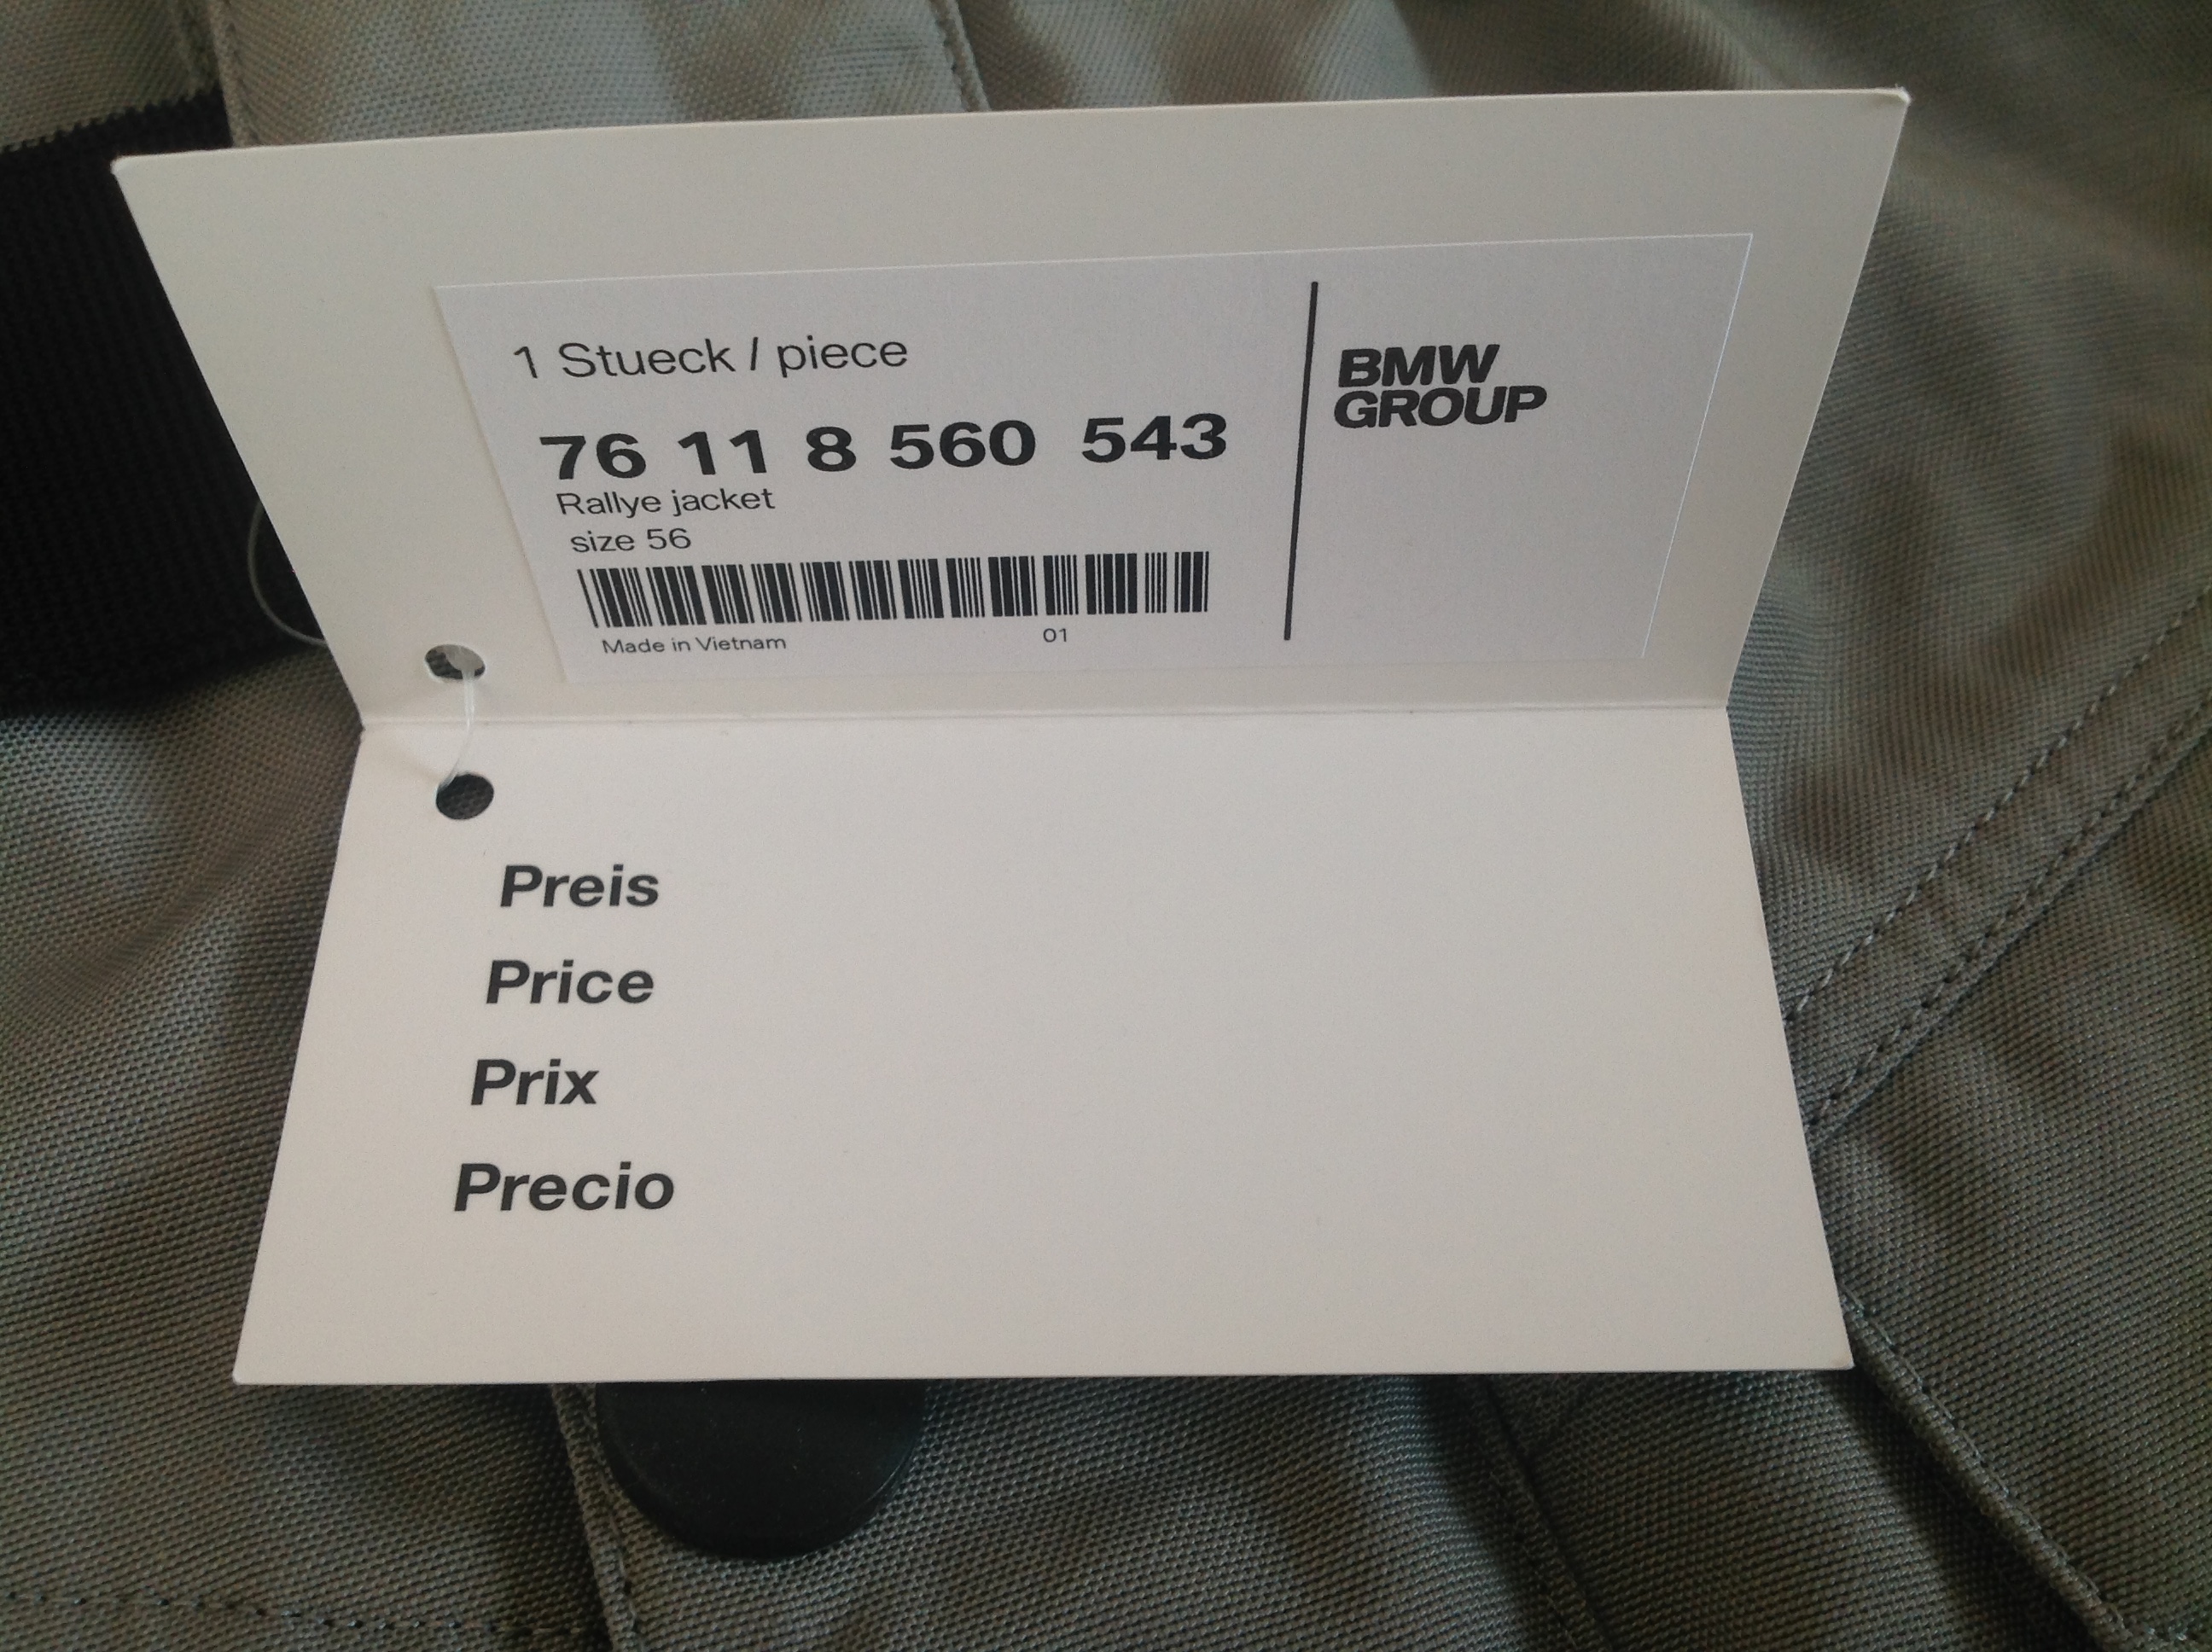 1 Stueck / piece
76 11 8 560 543
Rallye jacket
size 56
Made in Vietnam 01
BMW
GROUP
Preis
Price
Prix
Precio